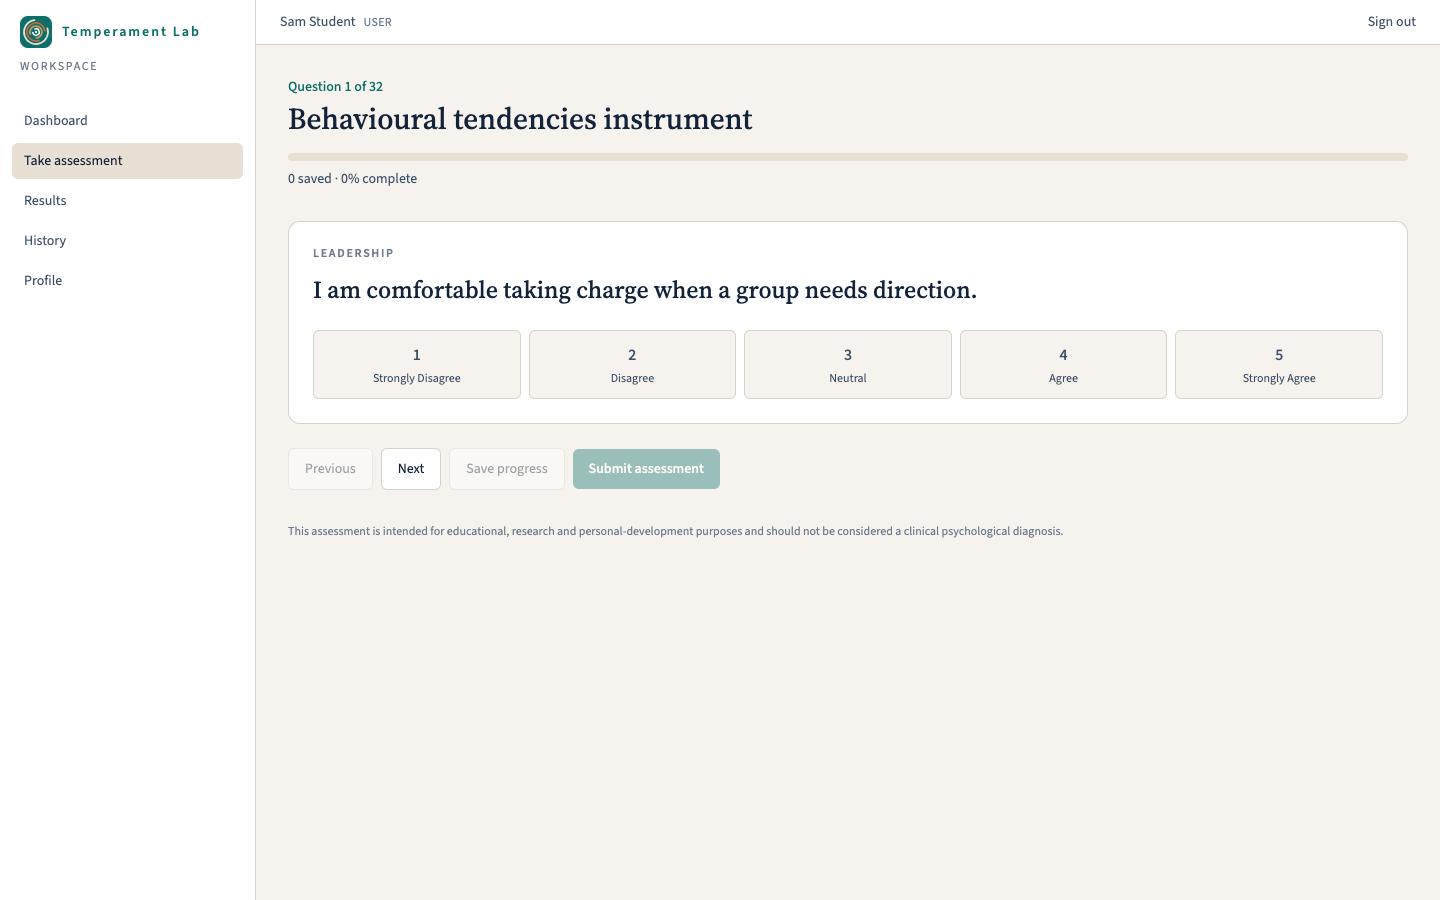 Temperament Lab
WORKSPACE
Dashboard
Take assessment
Results
History
Profile
Sam Student USER
Sign out
Question 1 of 32
Behavioural tendencies instrument
0 saved · 0% complete
LEADERSHIP
I am comfortable taking charge when a group needs direction.
1
Strongly Disagree
2
Disagree
3
Neutral
4
Agree
5
Strongly Agree
Previous
Next
Save progress
Submit assessment
This assessment is intended for educational, research and personal-development purposes and should not be considered a clinical psychological diagnosis.